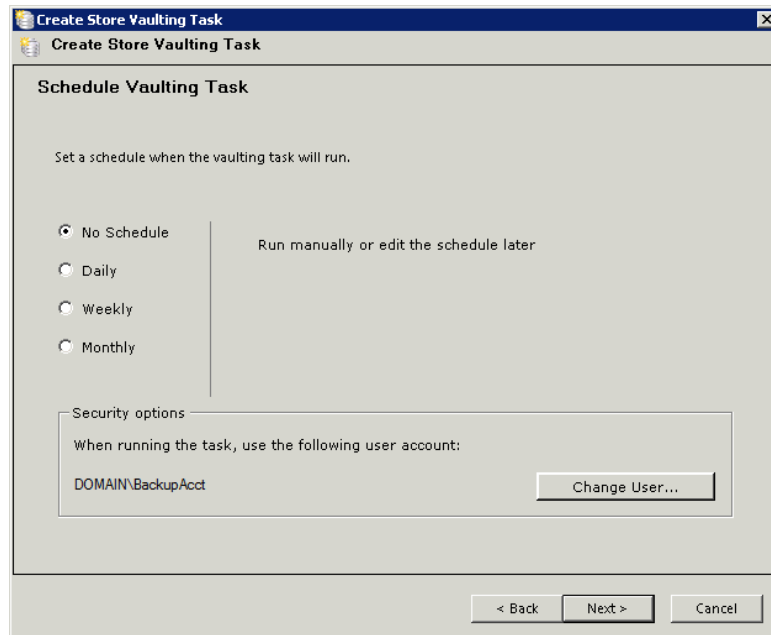 Create Store Vaulting Task
Create Store Vaulting Task
Schedule Vaulting Task
Set a schedule when the vaulting task will run.
No Schedule
Run manually or edit the schedule later
Daily
Weekly
Monthly
Security options
When running the task, use the following user account:
DOMAIN\BackupAcct
Change User...
< Back
Next >
Cancel